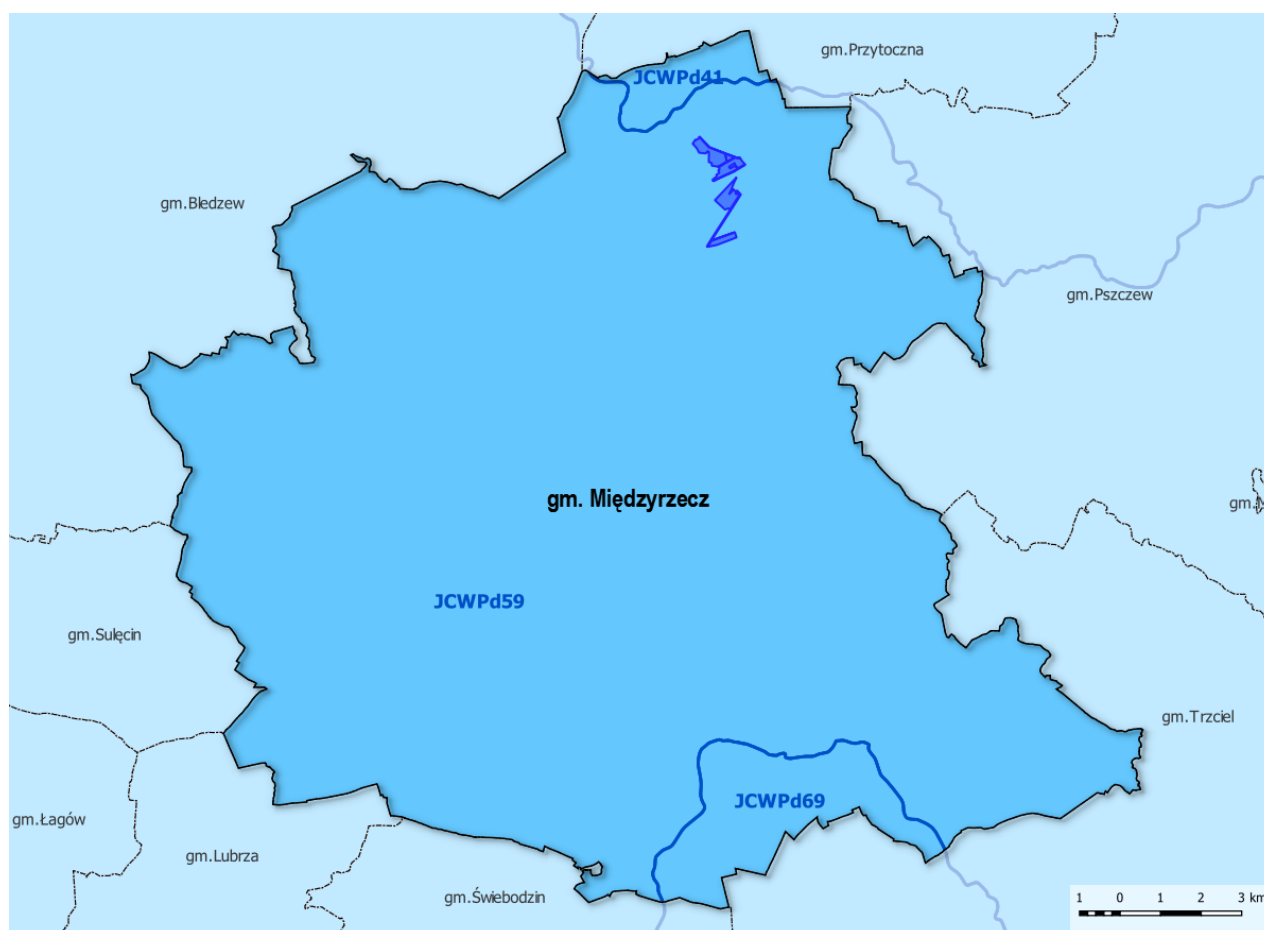 gm.Przytoczna
JCWPd41
gm.Bledzew
gm.Pszczew
gm. Międzyrzecz
JCWPd59
gm.Sulęcin
gm.Trzciel
JCWPd69
gm.Łagów
gm.Lubrza
gm.Świebodzin
1 0 1 2 3 km